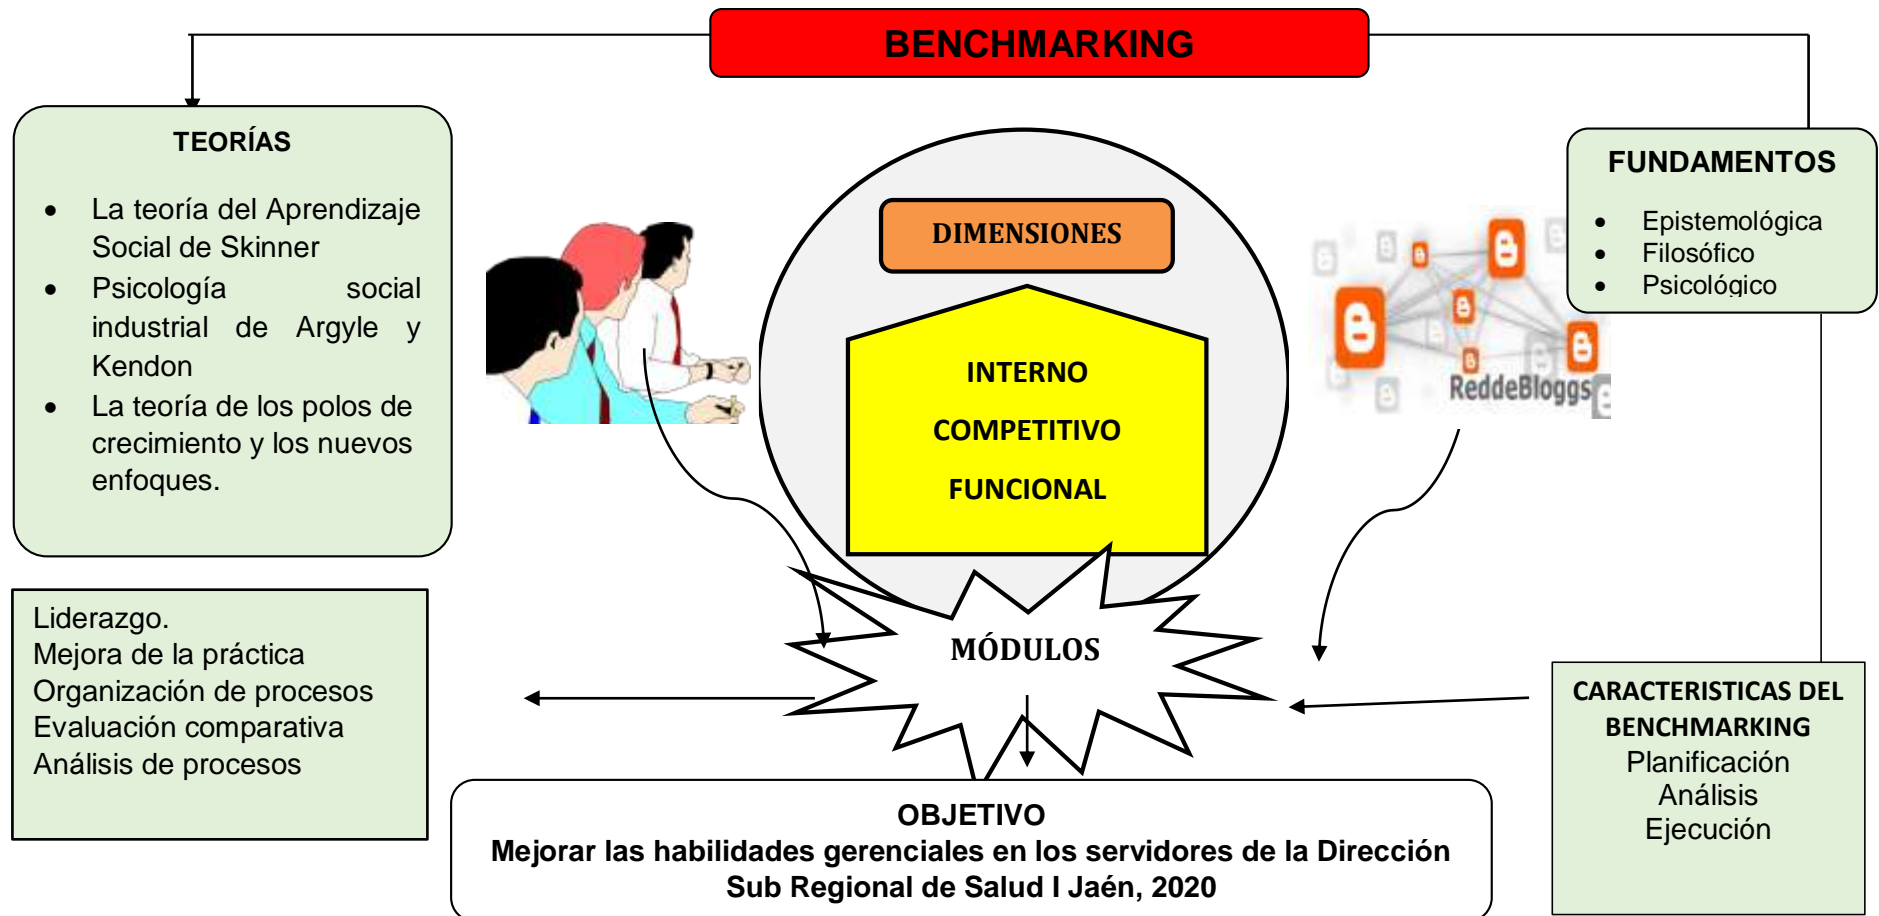 BENCHMARKING
TEORÍAS
• La teoría del Aprendizaje
Social de Skinner
• Psicología social
industrial de Argyle y
Kendon
• La teoría de los polos de
crecimiento y los nuevos
enfoques.
DIMENSIONES
INTERNO
COMPETITIVO
FUNCIONAL
ReddeBloggs
FUNDAMENTOS
• Epistemológica
• Filosófico
• Psicológico
Liderazgo.
Mejora de la práctica
Organización de procesos
Evaluación comparativa
Análisis de procesos
MÓDULOS
CARACTERISTICAS DEL
BENCHMARKING
Planificación
Análisis
Ejecución
OBJETIVO
Mejorar las habilidades gerenciales en los servidores de la Dirección
Sub Regional de Salud I Jaén, 2020